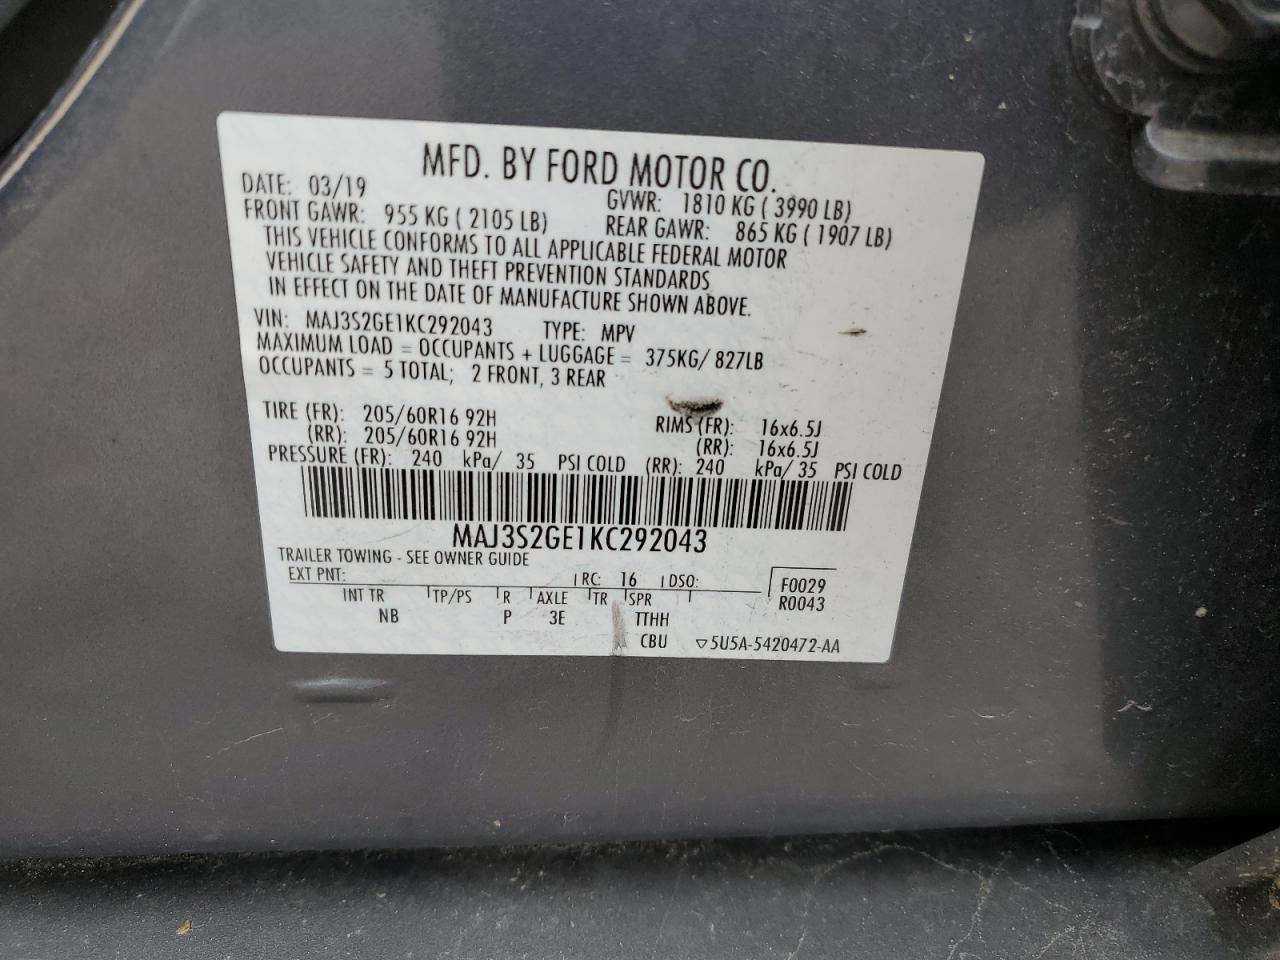 MFD. BY FORD MOTOR CO.
DATE: 03/19 GVWR: 1810 KG ( 3990 LB)
FRONT GAWR: 955 KG ( 2105 LB) REAR GAWR: 865 KG ( 1907 LB)
THIS VEHICLE CONFORMS TO ALL APPLICABLE FEDERAL MOTOR
VEHICLE SAFETY AND THEFT PREVENTION STANDARDS
IN EFFECT ON THE DATE OF MANUFACTURE SHOWN ABOVE.
VIN: MAJ3S2GE1KC292043 TYPE: MPV
MAXIMUM LOAD = OCCUPANTS + LUGGAGE = 375KG/ 827LB
OCCUPANTS = 5 TOTAL; 2 FRONT, 3 REAR
TIRE (FR): 205/60R16 92H RIMS (FR): 16x6.5J
(RR): 205/60R16 92H (RR): 16x6.5J
PRESSURE (FR): 240 kPa/ 35 PSI COLD (RR): 240 kPa/ 35 PSI COLD
MAJ3S2GE1KC292043
TRAILER TOWING - SEE OWNER GUIDE
EXT PNT: RC: 16 DSO: F0029
INT TR TP/PS R AXLE TR SPR R0043
NB P 3E TTHH
CBU ▽5U5A-5420472-AA